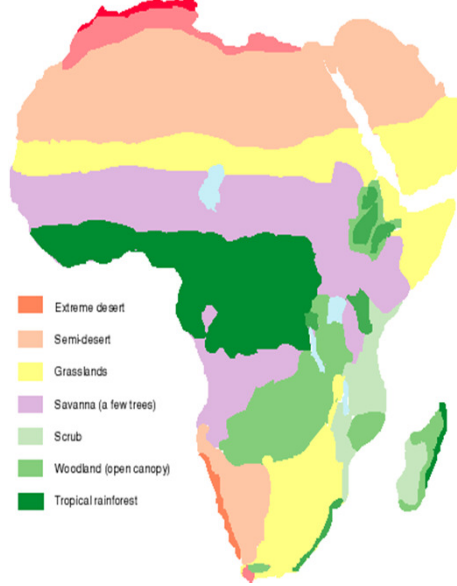 Extreme desert
Semi-desert
Grasslands
Savanna (a few trees)
Scrub
Woodland (open canopy)
Tropical rainforest